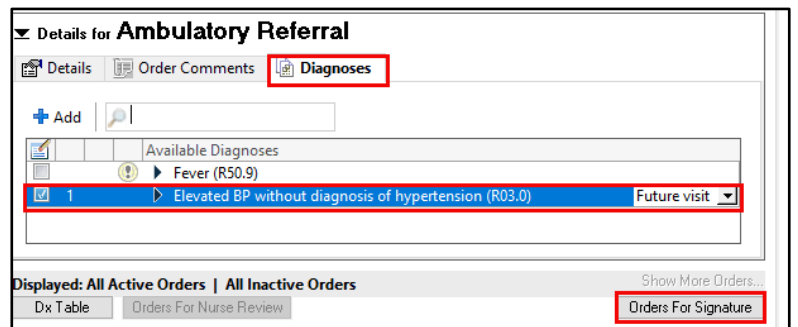 Details for Ambulatory Referral
Details Order Comments Diagnoses
Add
Available Diagnoses
Fever (R50.9)
1 Elevated BP without diagnosis of hypertension (R03.0) Future visit
Show More Orders...
Displayed: All Active Orders | All Inactive Orders
Dx Table Orders For Nurse Review Orders For Signature